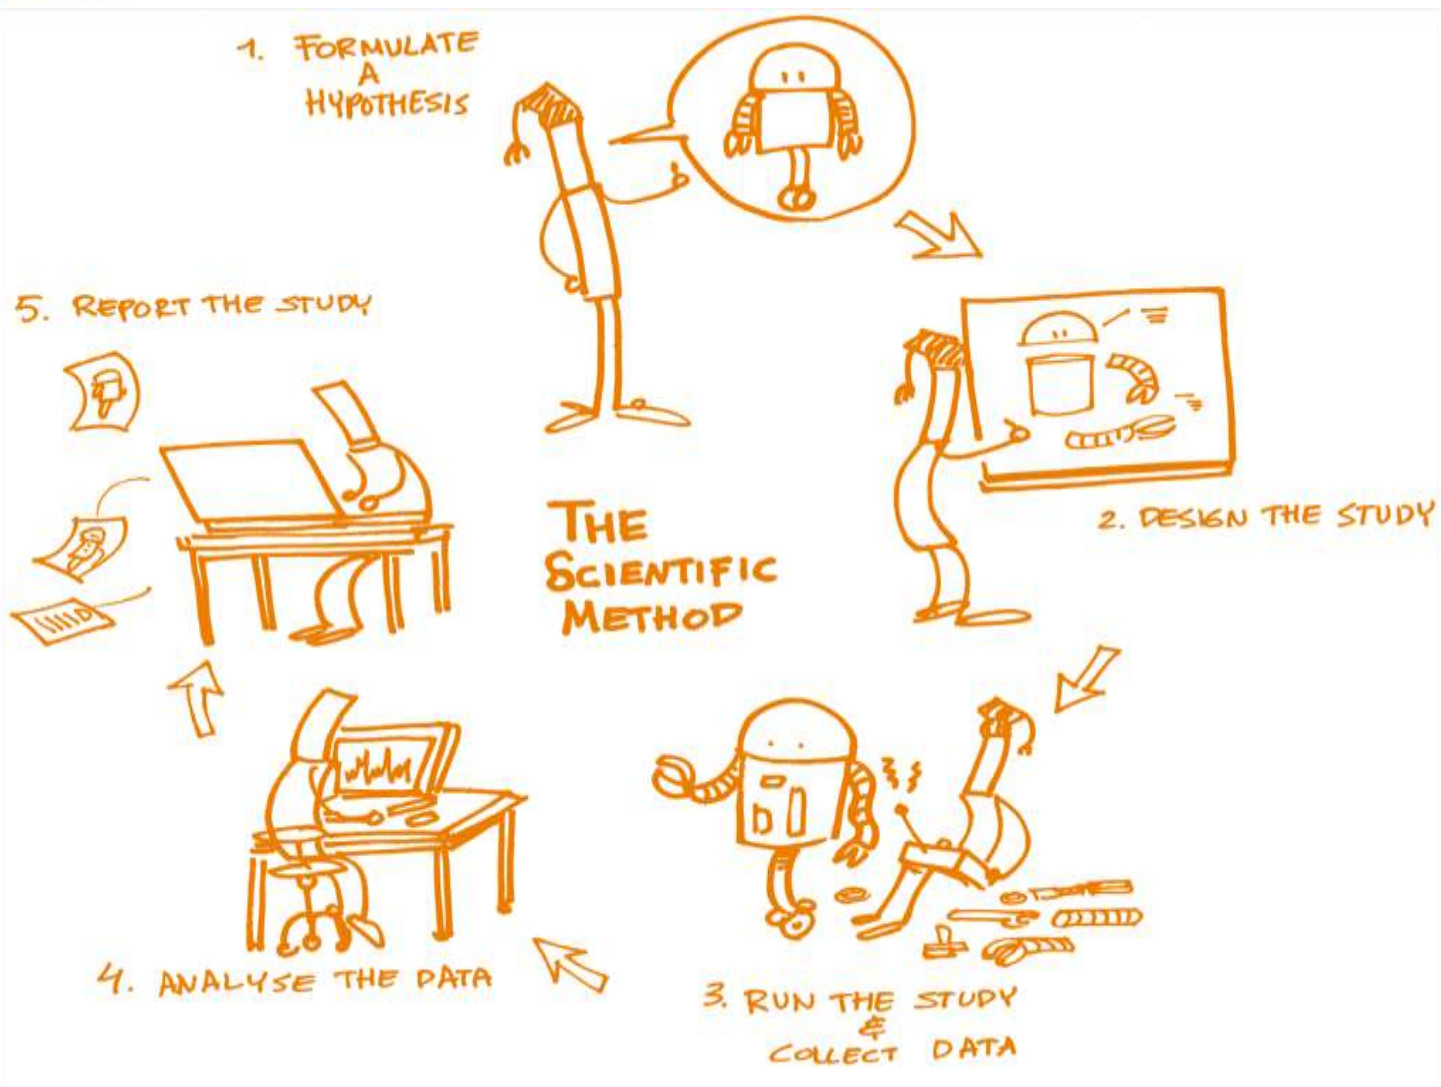 1. FORMULATE
A
HYPOTHESIS
2. DESIGN THE STUDY
3. RUN THE STUDY
&
COLLECT DATA
4. ANALYSE THE DATA
5. REPORT THE STUDY
THE
SCIENTIFIC
METHOD